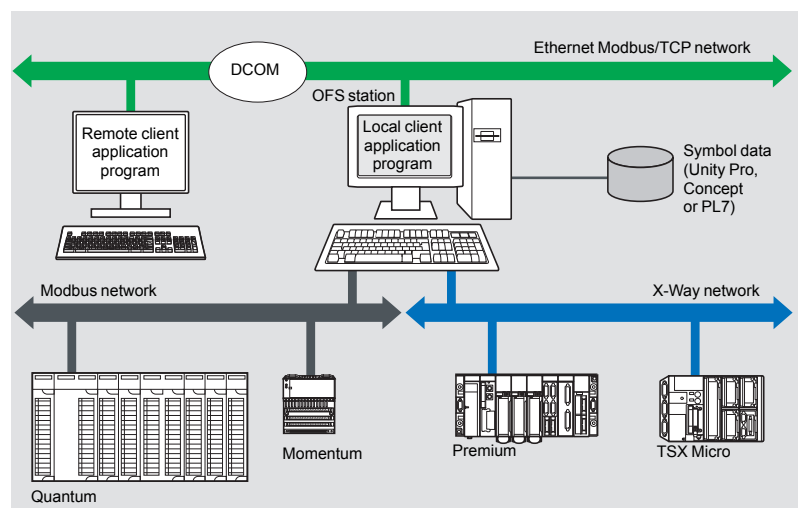 Ethernet Modbus/TCP network
DCOM
OFS station
Remote client
application
program
Local client
application
program
Symbol data
(Unity Pro,
Concept
or PL7)
Modbus network
X-Way network
Momentum
Premium
TSX Micro
Quantum